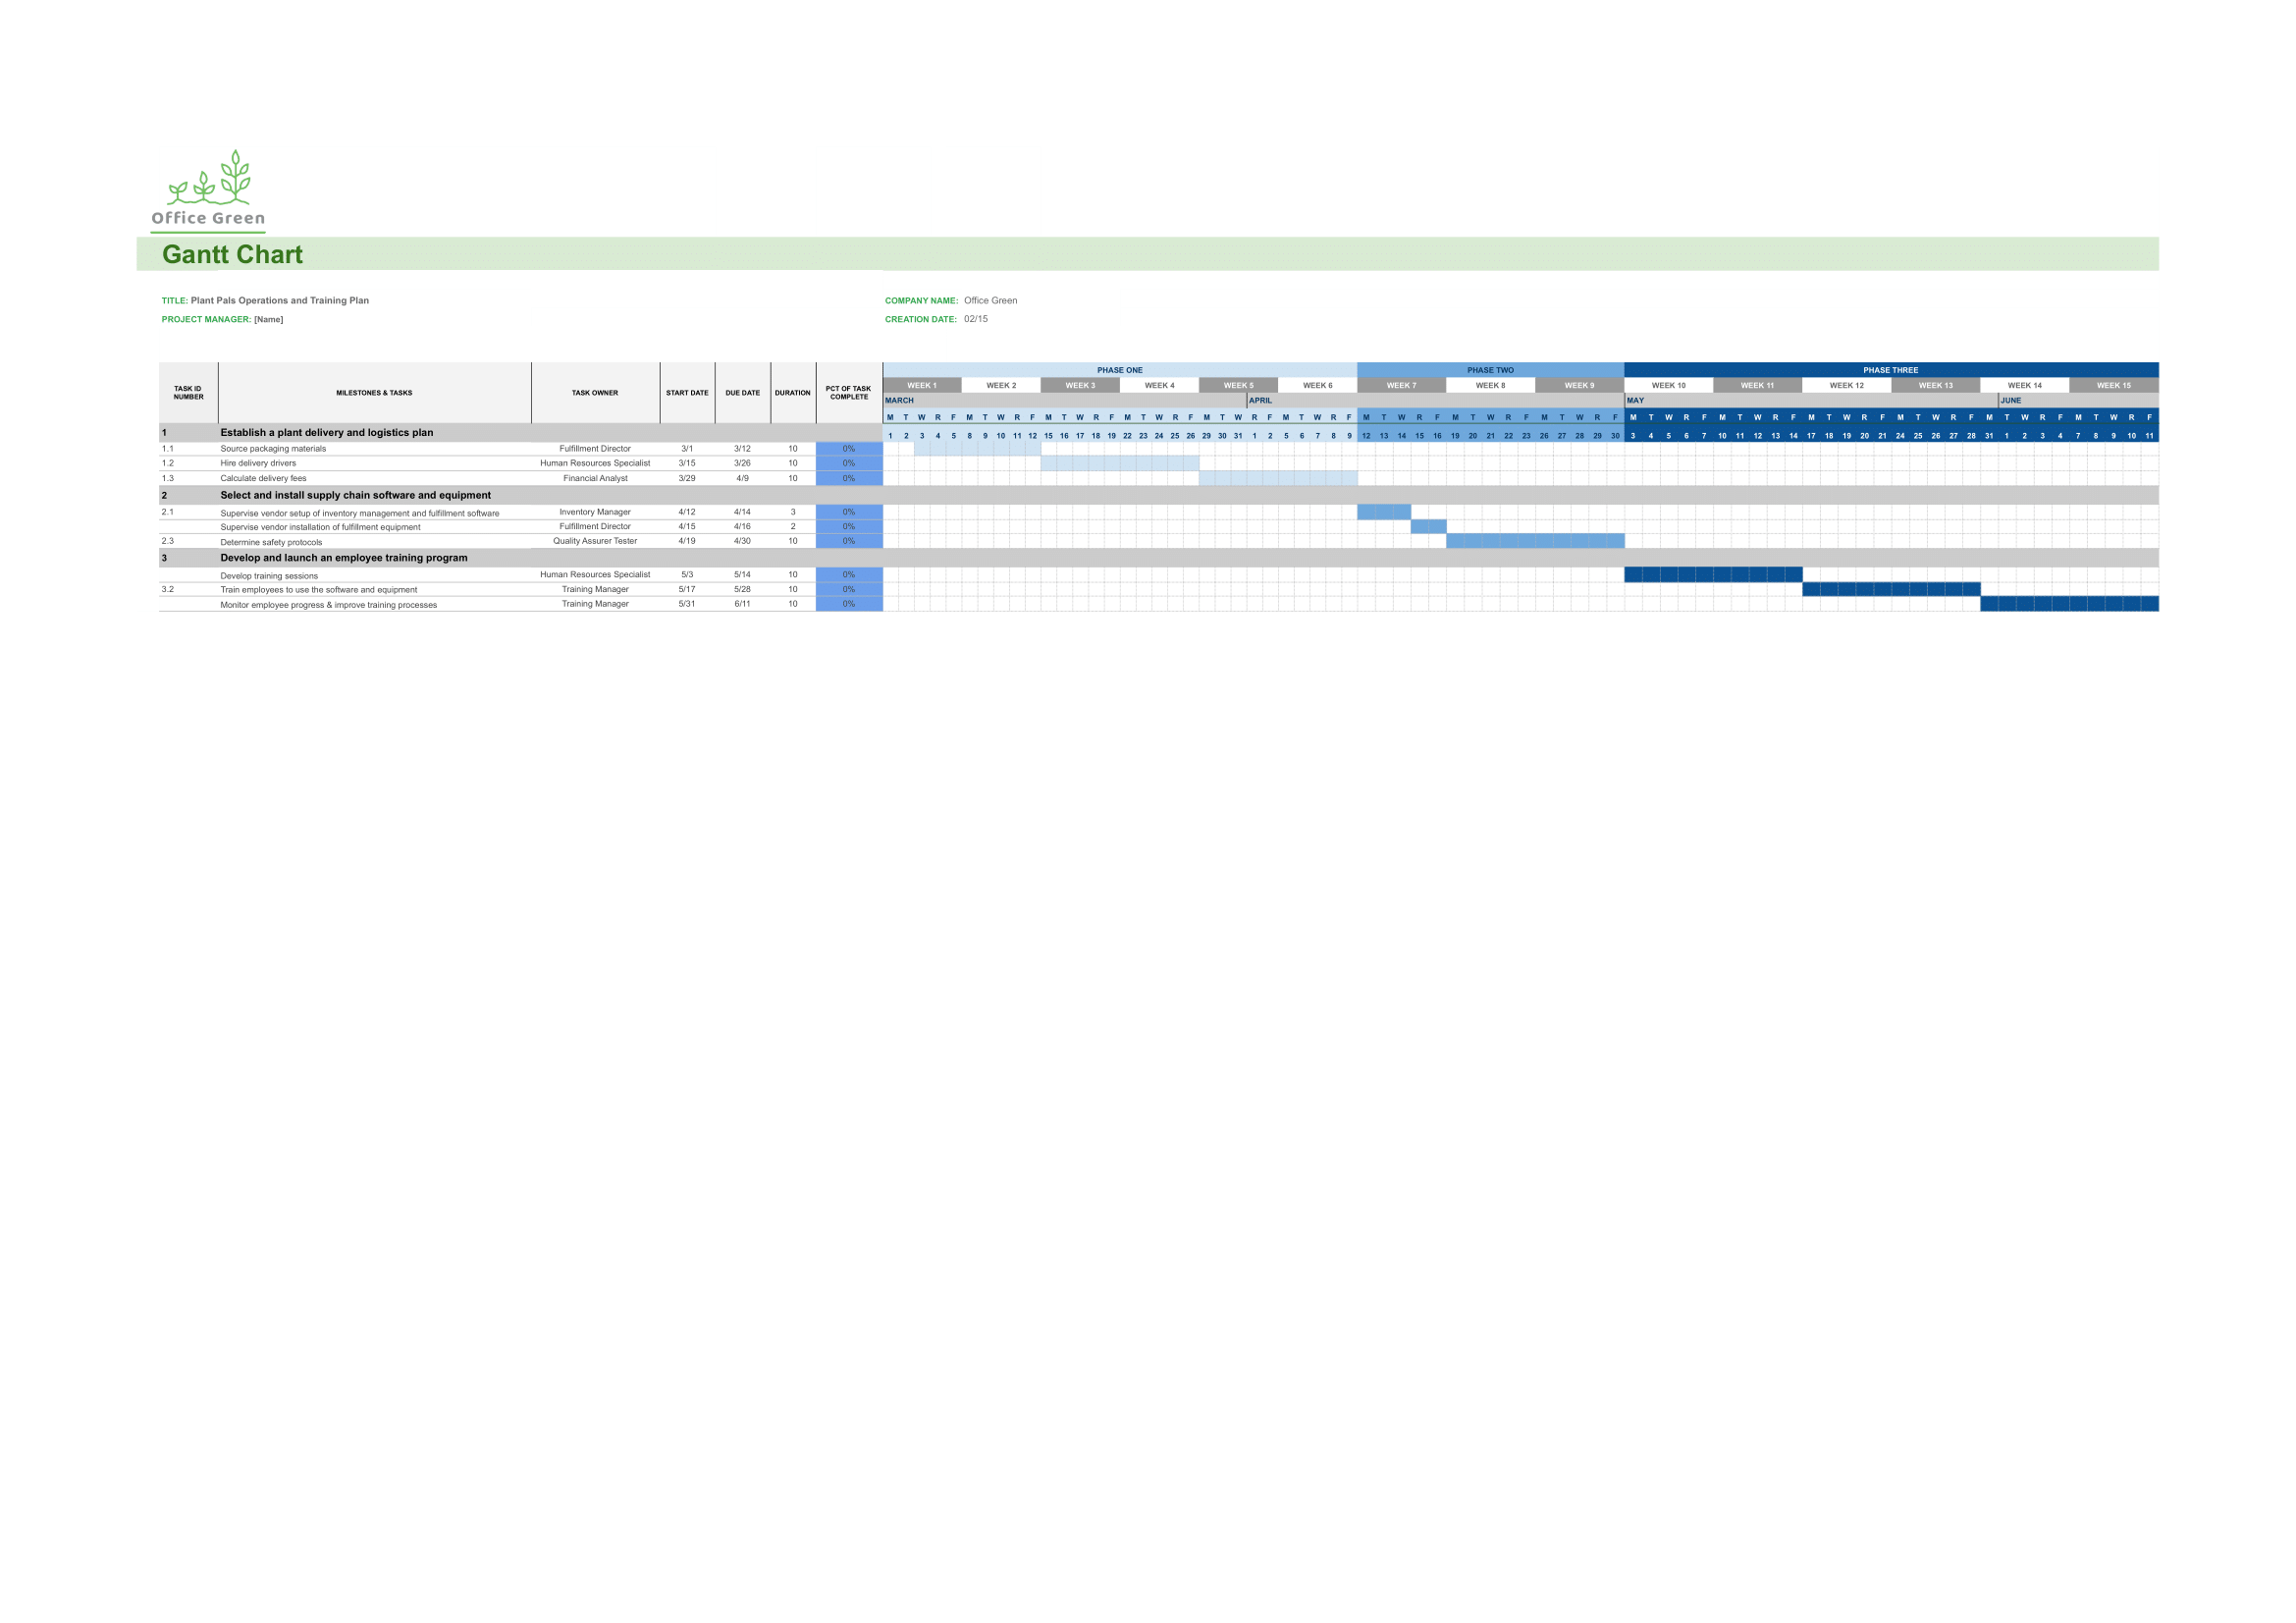 Office Green
Gantt Chart
TITLE: Plant Pals Operations and Training Plan COMPANY NAME: Office Green
PROJECT MANAGER: [Name] CREATION DATE: 02/15
PHASE ONE PHASE TWO PHASE THREE
TASK ID NUMBER MILESTONES & TASKS TASK OWNER START DATE DUE DATE DURATION PCT OF TASK COMPLETE
WEEK 1 WEEK 2 WEEK 3 WEEK 4 WEEK 5 WEEK 6 WEEK 7 WEEK 8 WEEK 9 WEEK 10 WEEK 11 WEEK 12 WEEK 13 WEEK 14 WEEK 15
MARCH APRIL MAY JUNE
M T W R F M T W R F M T W R F M T W R F M T W R F M T W R F M T W R F M T W R F M T W R F M T W R F M T W R F M T W R F M T W R F M T W R F M T W R F
1 Establish a plant delivery and logistics plan 1 2 3 4 5 8 9 10 11 12 15 16 17 18 19 22 23 24 25 26 29 30 31 1 2 5 6 7 8 9 12 13 14 15 16 19 20 21 22 23 26 27 28 29 30 3 4 5 6 7 10 11 12 13 14 17 18 19 20 21 24 25 26 27 28 31 1 2 3 4 7 8 9 10 11
1.1 Source packaging materials Fulfillment Director 3/1 3/12 10 0%
1.2 Hire delivery drivers Human Resources Specialist 3/15 3/26 10 0%
1.3 Calculate delivery fees Financial Analyst 3/29 4/9 10 0%
2 Select and install supply chain software and equipment
2.1 Supervise vendor setup of inventory management and fulfillment software Inventory Manager 4/12 4/14 3 0%
Supervise vendor installation of fulfillment equipment Fulfillment Director 4/15 4/16 2 0%
2.3 Determine safety protocols Quality Assurer Tester 4/19 4/30 10 0%
3 Develop and launch an employee training program
Develop training sessions Human Resources Specialist 5/3 5/14 10 0%
3.2 Train employees to use the software and equipment Training Manager 5/17 5/28 10 0%
Monitor employee progress & improve training processes Training Manager 5/31 6/11 10 0%